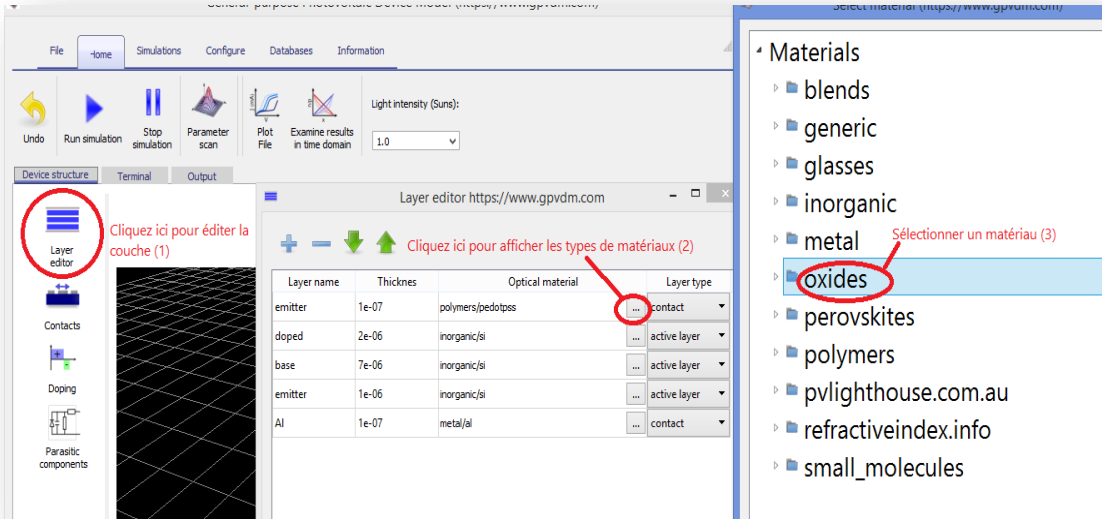 General-purpose Photovoltaic Device Model (https://www.gpvdm.com)
File Home Simulations Configure Databases Information
Undo
Run simulation
Stop
simulation
Parameter
scan
Plot
File
Examine results
in time domain
Light intensity (Suns):
1.0
Device structure Terminal Output
Layer
editor
Contacts
Doping
Parasitic
components
Cliquez ici pour éditer la
couche (1)
Layer editor https://www.gpvdm.com
Cliquez ici pour afficher les types de matériaux (2)
Layer name Thicknes Optical material Layer type
emitter 1e-07 polymers/pedotpss ... contact
doped 2e-06 inorganic/si ... active layer
base 7e-06 inorganic/si ... active layer
emitter 1e-06 inorganic/si ... active layer
Al 1e-07 metal/al ... contact
Select material (https://www.gpvdm.com)
Materials
blends
generic
glasses
inorganic
metal
Sélectionner un matériau (3)
oxides
perovskites
polymers
pvlighthouse.com.au
refractiveindex.info
small_molecules